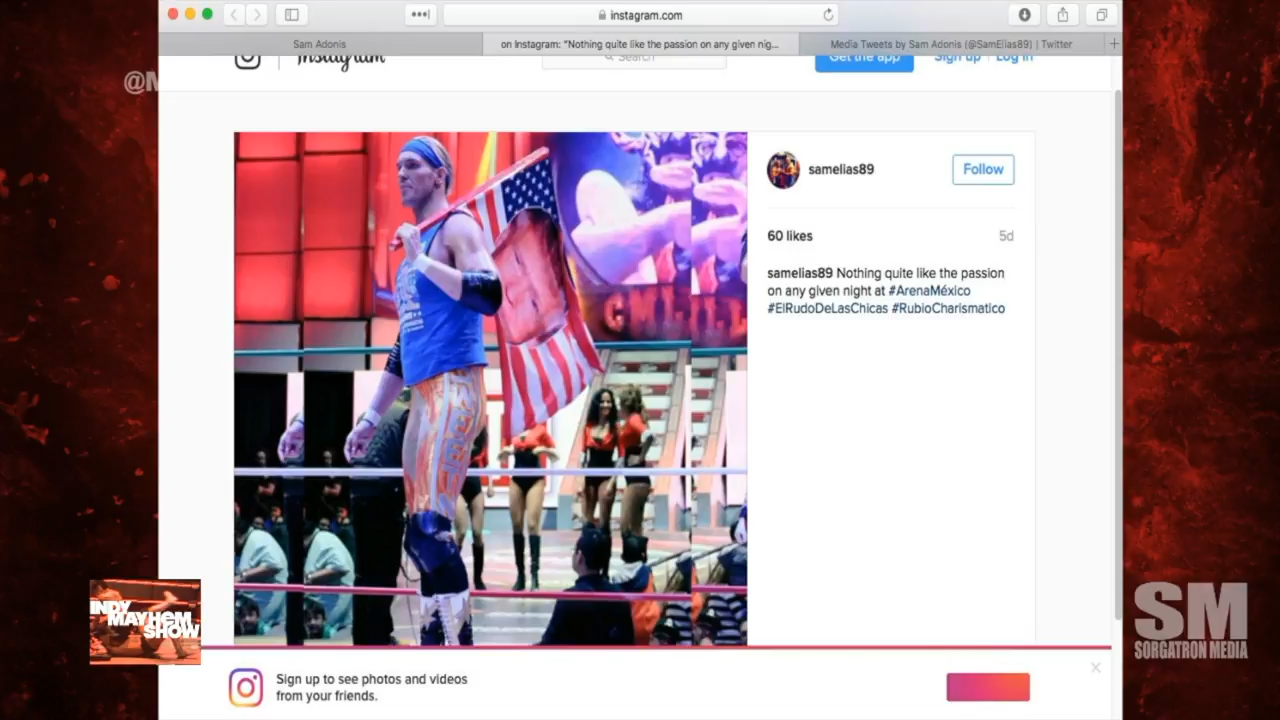 instagram.com
Sam Adonis
on Instagram: “Nothing quite like the passion on any given nig...
Media Tweets by Sam Adonis (@SamElias89) | Twitter
@M
Instagram
Search
Get the app
Sign up
Log in
samelias89
Follow
60 likes
5d
samelias89 Nothing quite like the passion
on any given night at #ArenaMéxico
#ElRudoDeLasChicas #RubioCharismatico
CMLL
INDY
MAYHEM
SHOW
SM
SORGATRON MEDIA
Sign up to see photos and videos
from your friends.